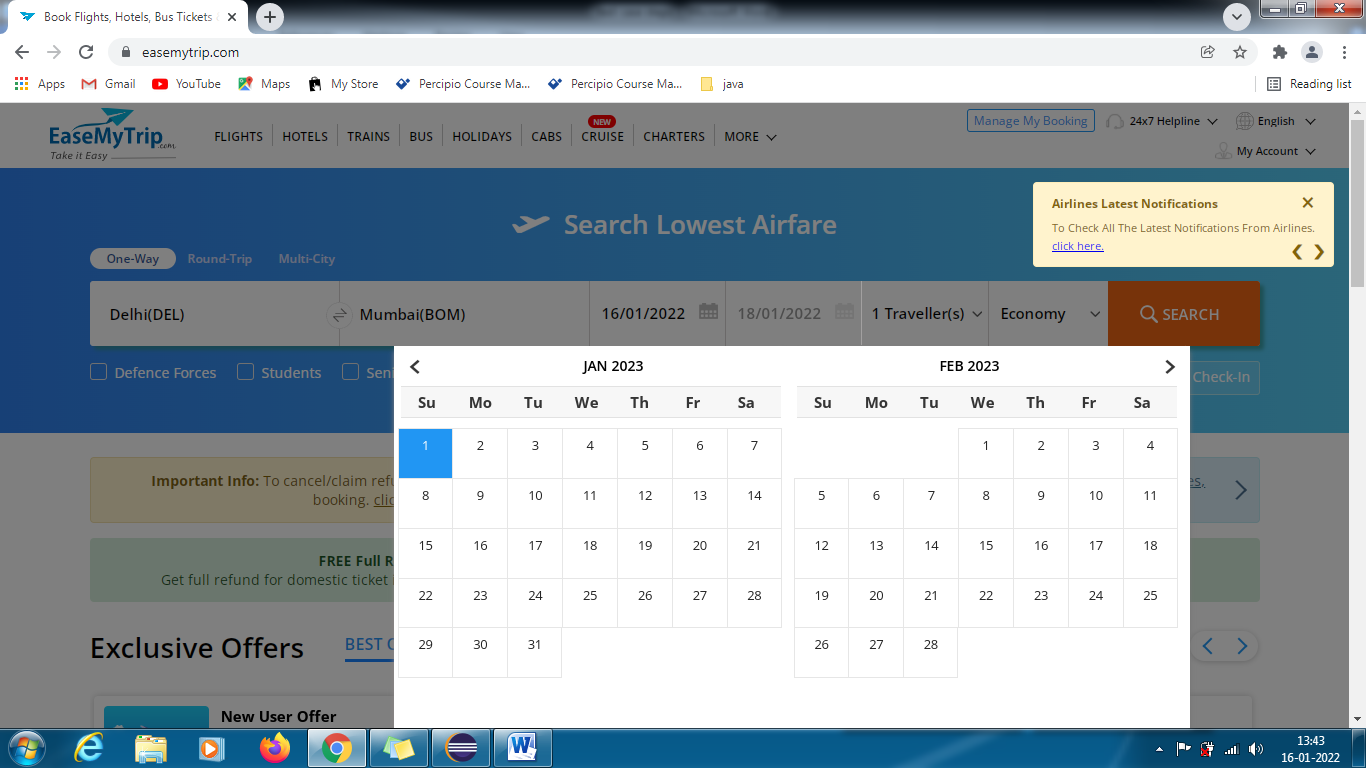 Book Flights, Hotels, Bus Tickets
easemytrip.com
Apps Gmail YouTube Maps My Store Percipio Course Ma... Percipio Course Ma... java Reading list
EaseMyTrip.com
Take it Easy
FLIGHTS HOTELS TRAINS BUS HOLIDAYS CABS CRUISE CHARTERS MORE
NEW
Manage My Booking 24x7 Helpline English
My Account
Airlines Latest Notifications
To Check All The Latest Notifications From Airlines.
click here.
Search Lowest Airfare
One-Way Round-Trip Multi-City
Delhi(DEL) Mumbai(BOM) 16/01/2022 18/01/2022 1 Traveller(s) Economy SEARCH
Defence Forces Students Seni
Check-In
JAN 2023 FEB 2023
Su Mo Tu We Th Fr Sa Su Mo Tu We Th Fr Sa
1 2 3 4 5 6 7 1 2 3 4
8 9 10 11 12 13 14 5 6 7 8 9 10 11
15 16 17 18 19 20 21 12 13 14 15 16 17 18
22 23 24 25 26 27 28 19 20 21 22 23 24 25
29 30 31 26 27 28
Important Info: To cancel/claim refu
booking. clic
es,
FREE Full R
Get full refund for domestic ticket
Exclusive Offers BEST O
New User Offer
13:43
16-01-2022